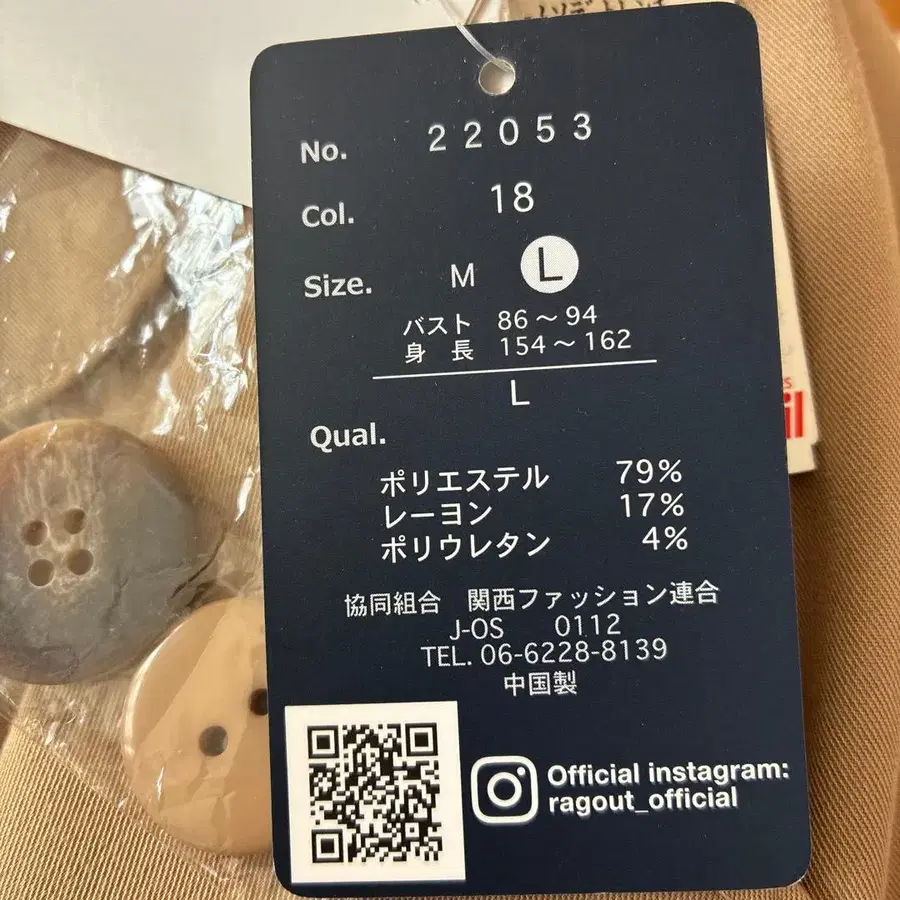 No. 22053
Col. 18
Size. M L
バスト 86～94
身 長 154～162
L
Qual.
ポリエステル 79%
レーヨン 17%
ポリウレタン 4%
協同組合 関西ファッション連合
J-OS 0112
TEL. 06-6228-8139
中国製
Official instagram:
ragout_official